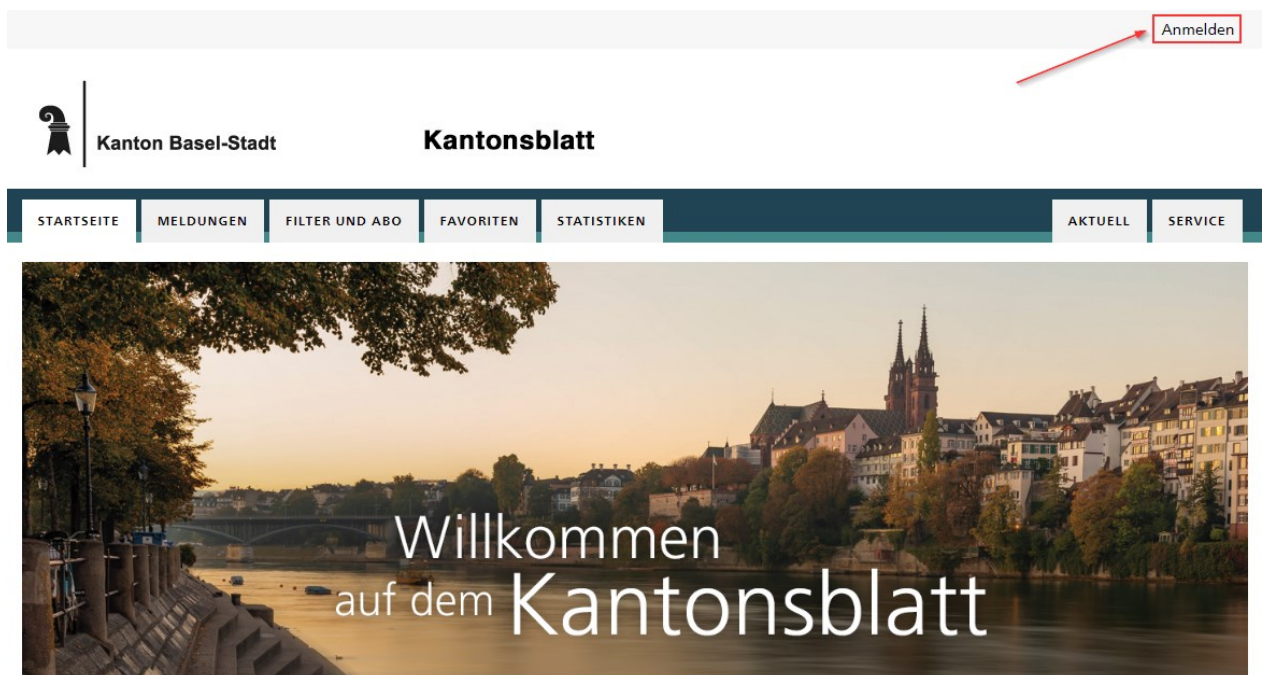 Anmelden
Kanton Basel-Stadt
Kantonsblatt
STARTSEITE MELDUNGEN FILTER UND ABO FAVORITEN STATISTIKEN AKTUELL SERVICE
Willkommen
auf dem Kantonsblatt